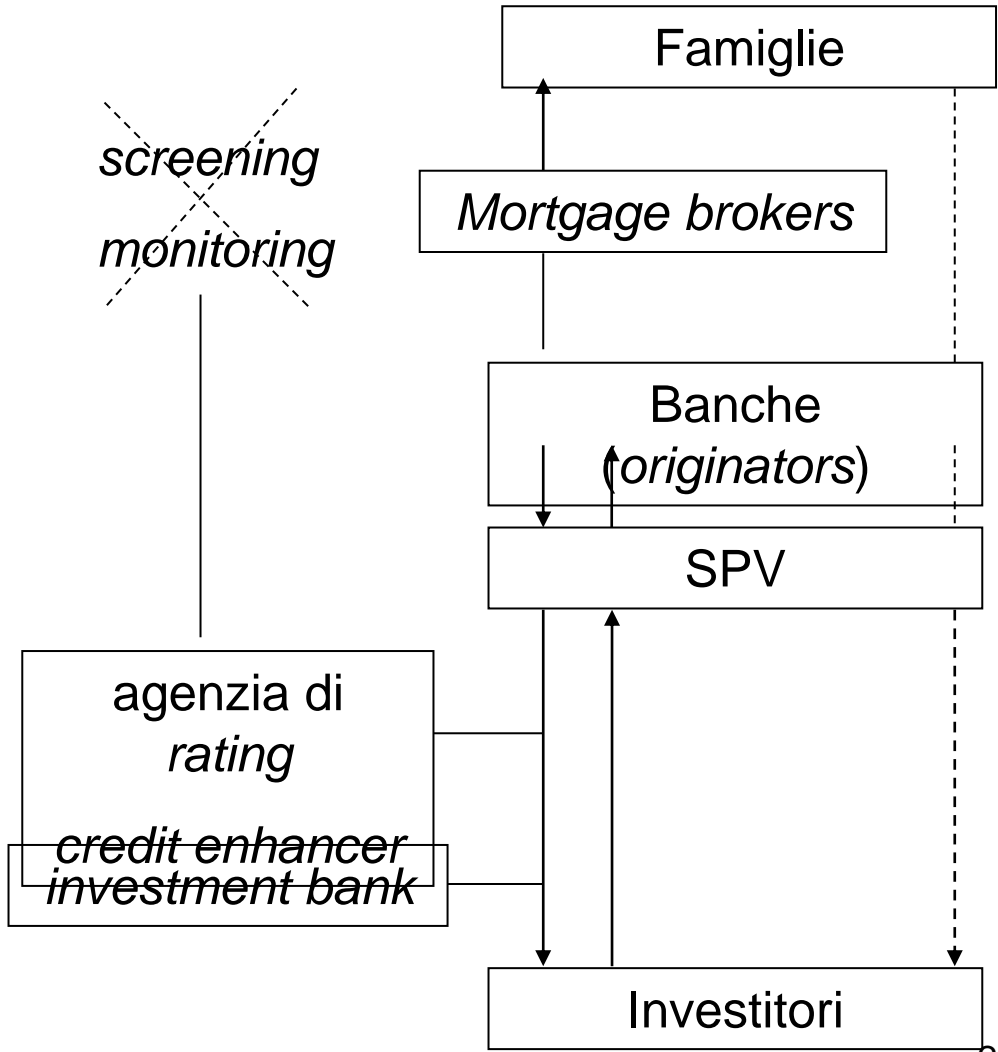 Famiglie
screening
monitoring
Mortgage brokers
Banche
(originators)
SPV
agenzia di
rating
credit enhancer
investment bank
Investitori